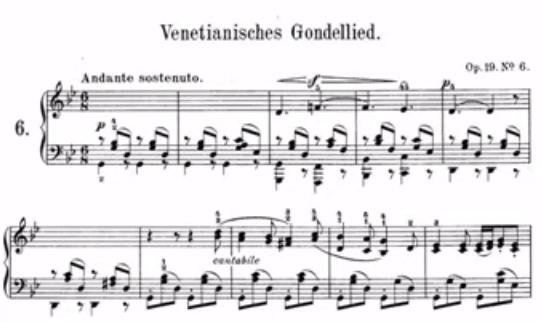 Venetianisches Gondellied.
Op. 19. No 6.
Andante sostenuto.
6.
p
sf
p
cantabile